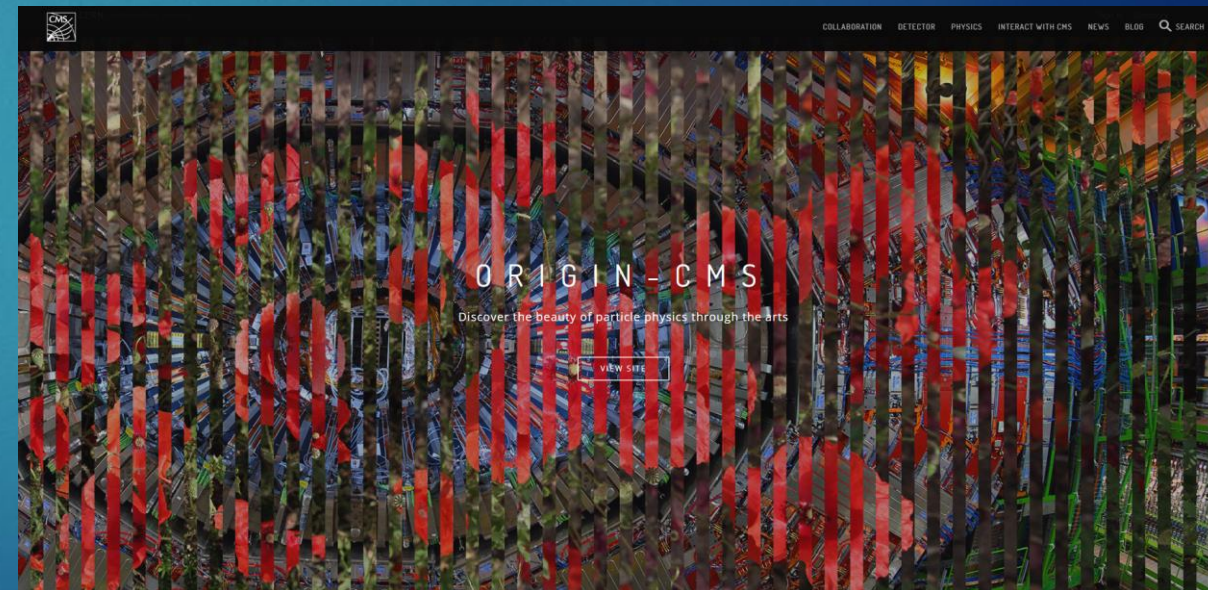 CMS
COLLABORATION DETECTOR PHYSICS INTERACT WITH CMS NEWS BLOG SEARCH
ORIGIN-CMS
Discover the beauty of particle physics through the arts
VIEW SITE